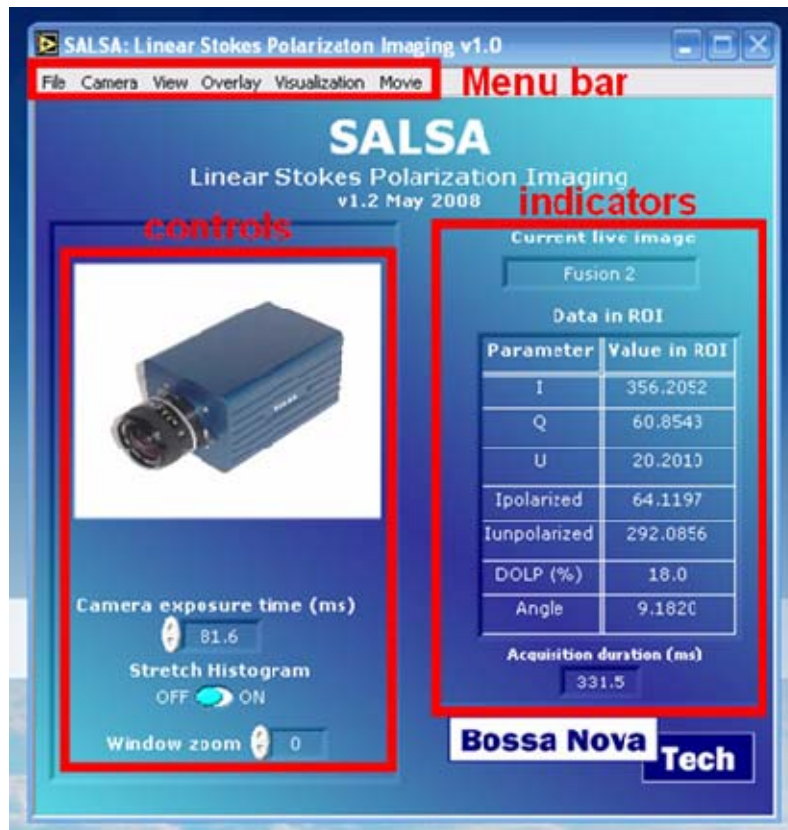 SALSA: Linear Stokes Polarizaton Imaging v1.0
File Camera View Overlay Visualization Movie
Menu bar
SALSA
Linear Stokes Polarization Imaging
v1.2 May 2008
controls
indicators
Current live image
Fusion 2
Data in ROI
Parameter Value in ROI
I 356.2052
Q 60.8543
U 20.2010
Ipolarized 64.1197
Iunpolarized 292.0856
DOLP (%) 18.0
Angle 9.1820
Acquisition duration (ms)
331.5
SALSA
Camera exposure time (ms)
81.6
Stretch Histogram
OFF ON
Window zoom 0
Bossa Nova
Tech